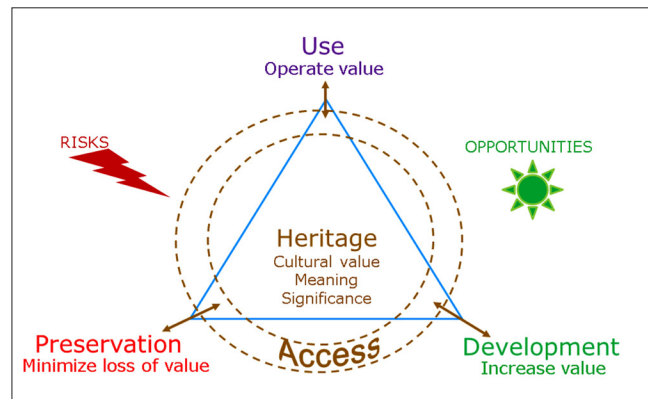 Use
Operate value
RISKS
OPPORTUNITIES
Heritage
Cultural value
Meaning
Significance
Preservation
Minimize loss of value
Access
Development
Increase value